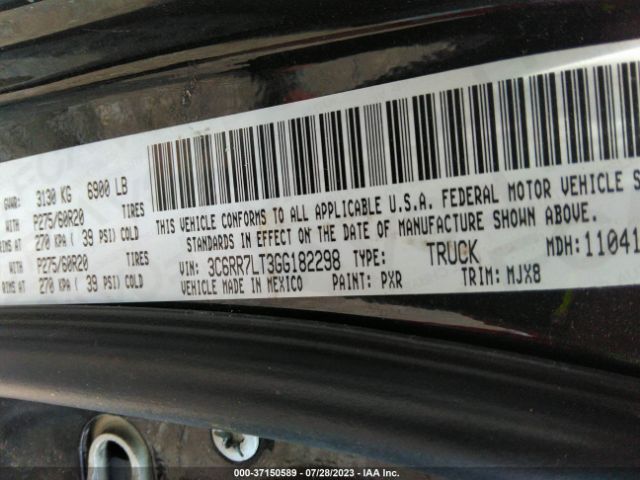 GVWR: 3130 KG 6900 LB
P275/60R20 TIRES
RIMS AT 270 KPA ( 39 PSI) COLD
P275/60R20 TIRES
RIMS AT 270 KPA ( 39 PSI) COLD
THIS VEHICLE CONFORMS TO ALL APPLICABLE U.S.A. FEDERAL MOTOR VEHICLE S
STANDARDS IN EFFECT ON THE DATE OF MANUFACTURE SHOWN ABOVE.
VIN: 3C6RR7LT3GG182298 TYPE: TRUCK MDH: 11041
VEHICLE MADE IN MEXICO PAINT: PXR TRIM: MJX8
000-37150589 - 07/28/2023 - IAA Inc.